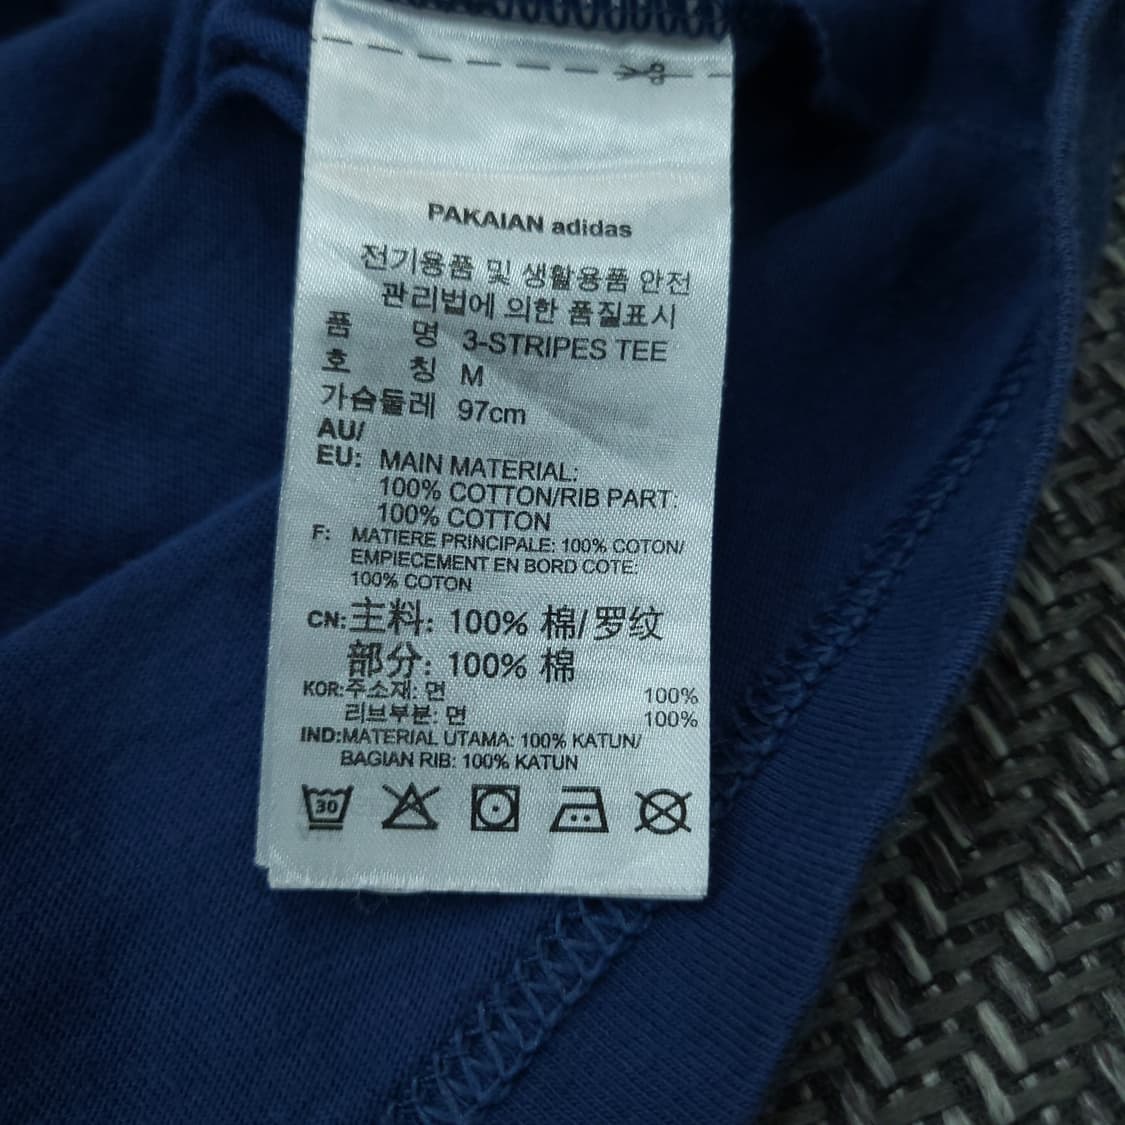 PAKAIAN adidas
전기용품 및 생활용품 안전
관리법에 의한 품질표시
품 명 3-STRIPES TEE
호 칭 M
가슴둘레 97cm
AU/
EU: MAIN MATERIAL:
100% COTTON/RIB PART:
100% COTTON
F: MATIERE PRINCIPALE: 100% COTON/
EMPIECEMENT EN BORD COTE:
100% COTON
CN: 主料: 100% 棉/罗纹
部分: 100% 棉
KOR: 주소재: 면 100%
리브부분: 면 100%
IND: MATERIAL UTAMA: 100% KATUN/
BAGIAN RIB: 100% KATUN
30